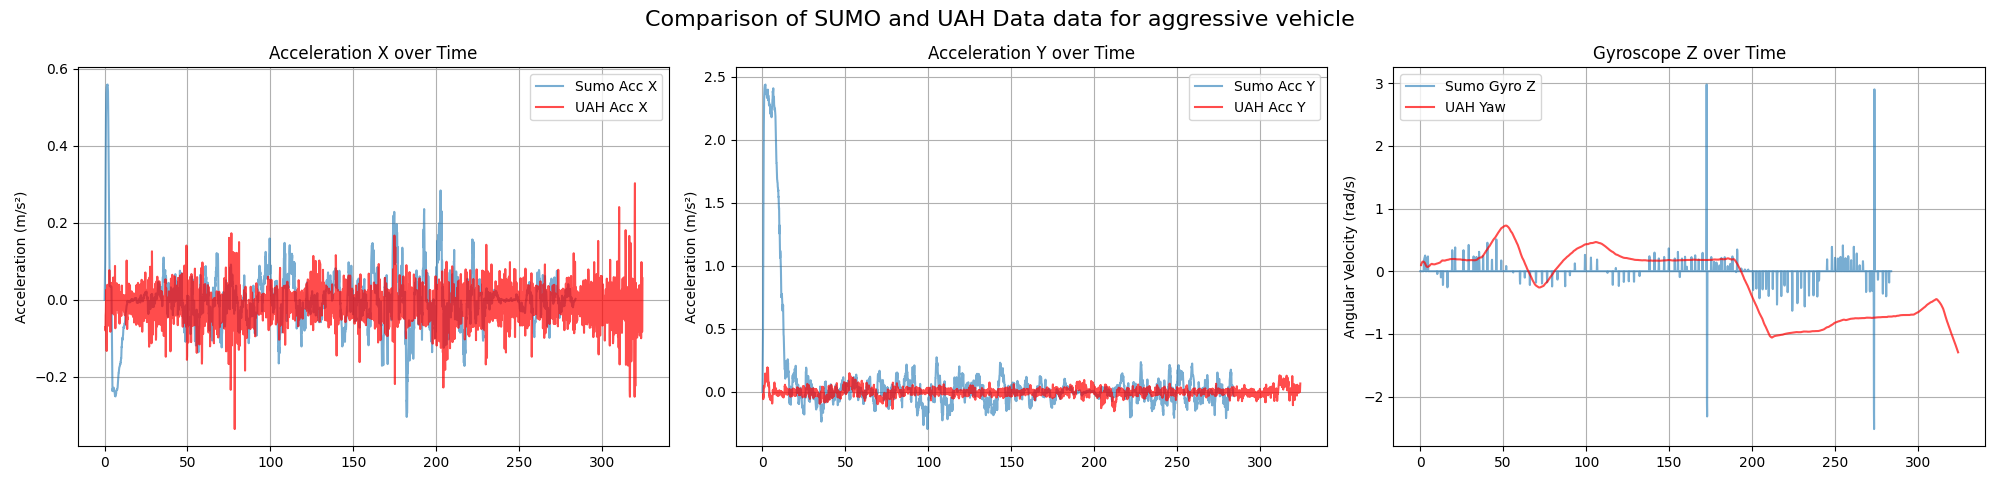 Comparison of SUMO and UAH Data data for aggressive vehicle
Acceleration X over Time
Acceleration (m/s²)
0.6
0.4
0.2
0.0
−0.2
Sumo Acc X
UAH Acc X
0 50 100 150 200 250 300
Acceleration Y over Time
Acceleration (m/s²)
2.5
2.0
1.5
1.0
0.5
0.0
Sumo Acc Y
UAH Acc Y
0 50 100 150 200 250 300
Gyroscope Z over Time
Angular Velocity (rad/s)
3
2
1
0
−1
−2
Sumo Gyro Z
UAH Yaw
0 50 100 150 200 250 300